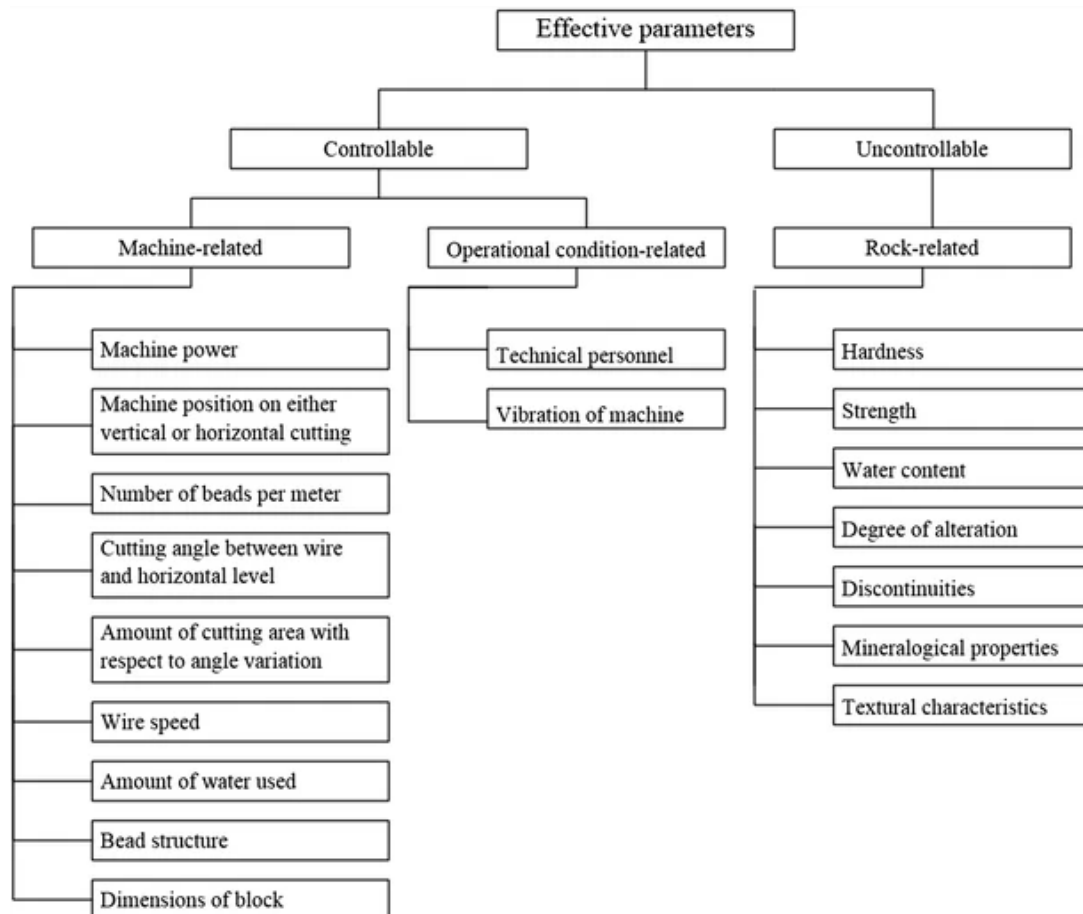 Effective parameters
Controllable
Uncontrollable
Machine-related
Operational condition-related
Rock-related
Machine power
Machine position on either
vertical or horizontal cutting
Number of beads per meter
Cutting angle between wire
and horizontal level
Amount of cutting area with
respect to angle variation
Wire speed
Amount of water used
Bead structure
Dimensions of block
Technical personnel
Vibration of machine
Hardness
Strength
Water content
Degree of alteration
Discontinuities
Mineralogical properties
Textural characteristics